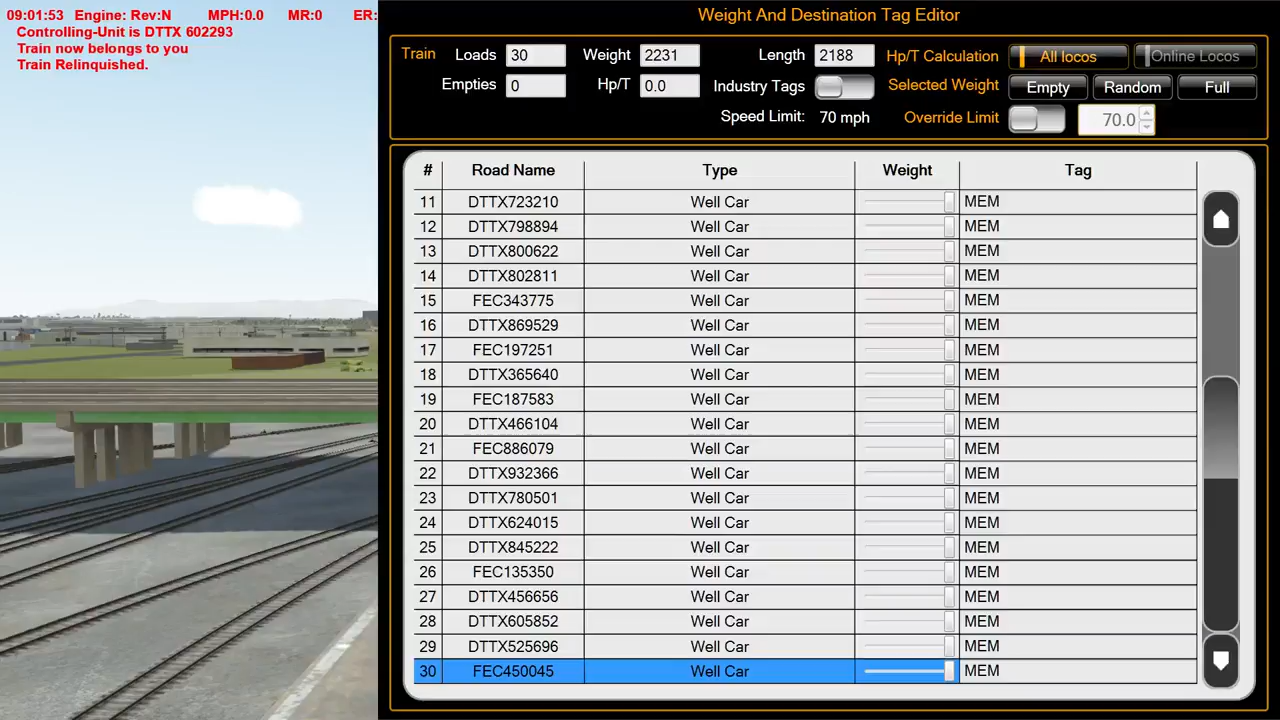 09:01:53 Engine: Rev:N MPH:0.0 MR:0 ER:
Controlling-Unit is DTTX 602293
Train now belongs to you
Train Relinquished.
Weight And Destination Tag Editor
Train Loads 30 Weight 2231 Length 2188 Hp/T Calculation All locos Online Locos
Empties 0 Hp/T 0.0 Industry Tags Selected Weight Empty Random Full
Speed Limit: 70 mph Override Limit 70.0
# Road Name Type Weight Tag
11 DTTX723210 Well Car MEM
12 DTTX798894 Well Car MEM
13 DTTX800622 Well Car MEM
14 DTTX802811 Well Car MEM
15 FEC343775 Well Car MEM
16 DTTX869529 Well Car MEM
17 FEC197251 Well Car MEM
18 DTTX365640 Well Car MEM
19 FEC187583 Well Car MEM
20 DTTX466104 Well Car MEM
21 FEC886079 Well Car MEM
22 DTTX932366 Well Car MEM
23 DTTX780501 Well Car MEM
24 DTTX624015 Well Car MEM
25 DTTX845222 Well Car MEM
26 FEC135350 Well Car MEM
27 DTTX456656 Well Car MEM
28 DTTX605852 Well Car MEM
29 DTTX525696 Well Car MEM
30 FEC450045 Well Car MEM